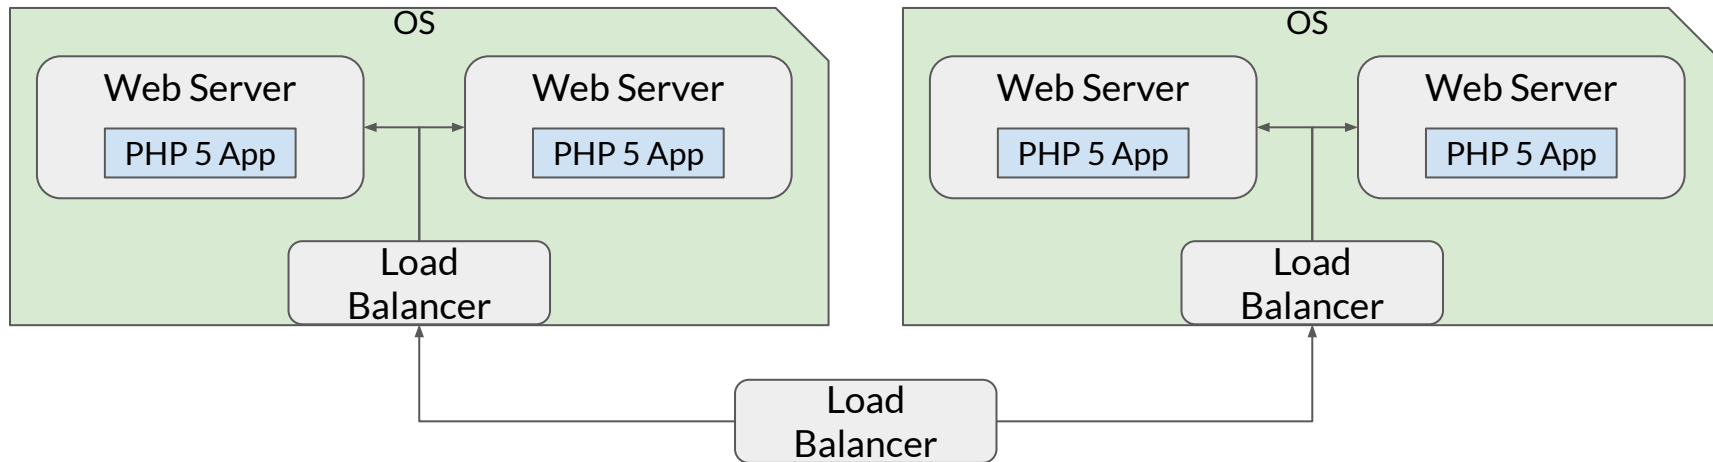 OS
Web Server
PHP 5 App
Web Server
PHP 5 App
Load
Balancer
OS
Web Server
PHP 5 App
Web Server
PHP 5 App
Load
Balancer
Load
Balancer